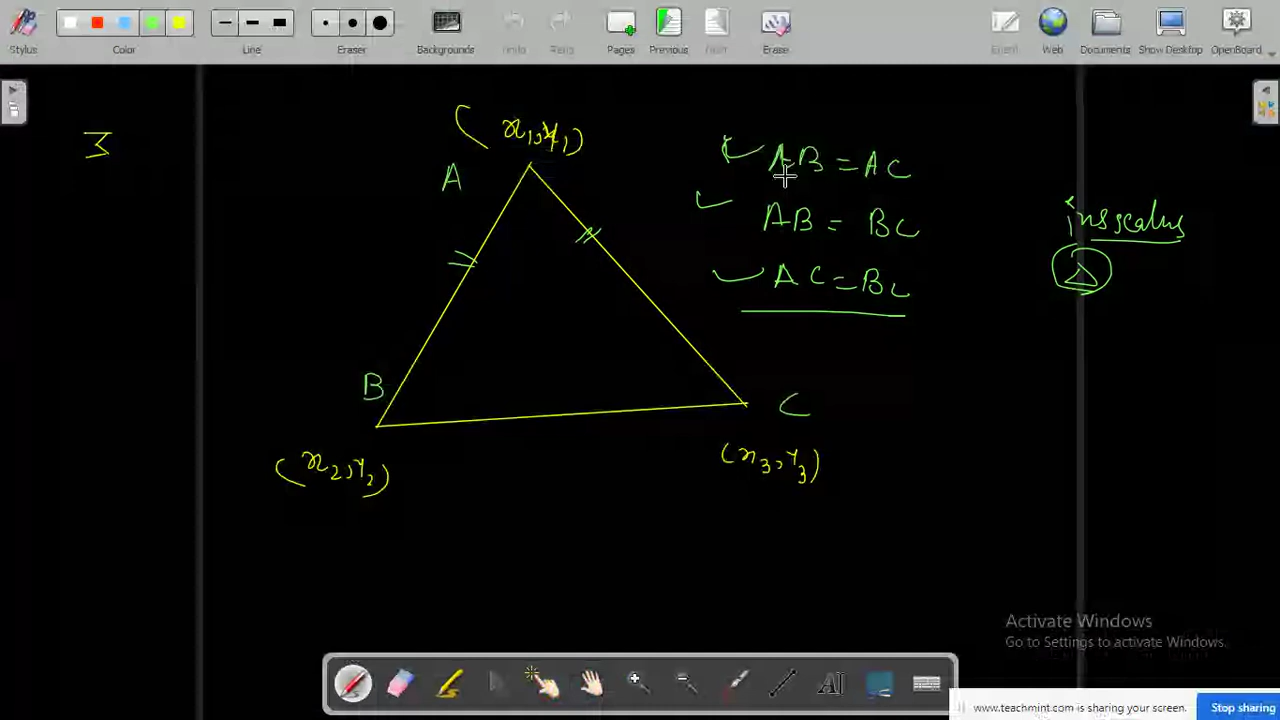 Stylus
Color
Line
Eraser
Backgrounds
Undo
Redo
Pages
Previous
Next
Erase
Board
Web
Documents
Show Desktop
OpenBoard
(x₁, y₁)
A
AB = AC
AB = BC
AC = BC
B
C
(x₂, y₂)
(x₃, y₃)
Activate Windows
Go to Settings to activate Windows.
www.teachmint.com is sharing your screen.
Stop sharing